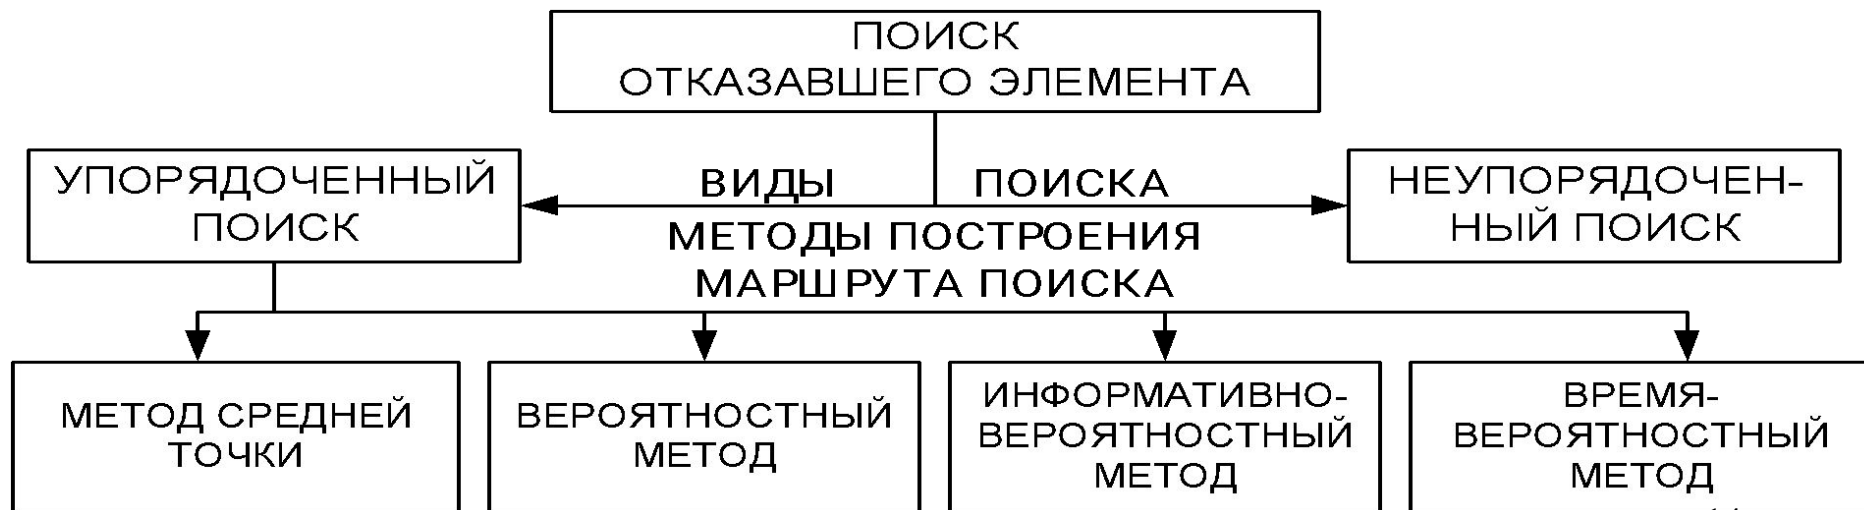 ПОИСК
ОТКАЗАВШЕГО ЭЛЕМЕНТА
УПОРЯДОЧЕННЫЙ
ПОИСК
ВИДЫ ПОИСКА
НЕУПОРЯДОЧЕН-
НЫЙ ПОИСК
МЕТОДЫ ПОСТРОЕНИЯ
МАРШРУТА ПОИСКА
МЕТОД СРЕДНЕЙ
ТОЧКИ
ВЕРОЯТНОСТНЫЙ
МЕТОД
ИНФОРМАТИВНО-
ВЕРОЯТНОСТНЫЙ
МЕТОД
ВРЕМЯ-
ВЕРОЯТНОСТНЫЙ
МЕТОД